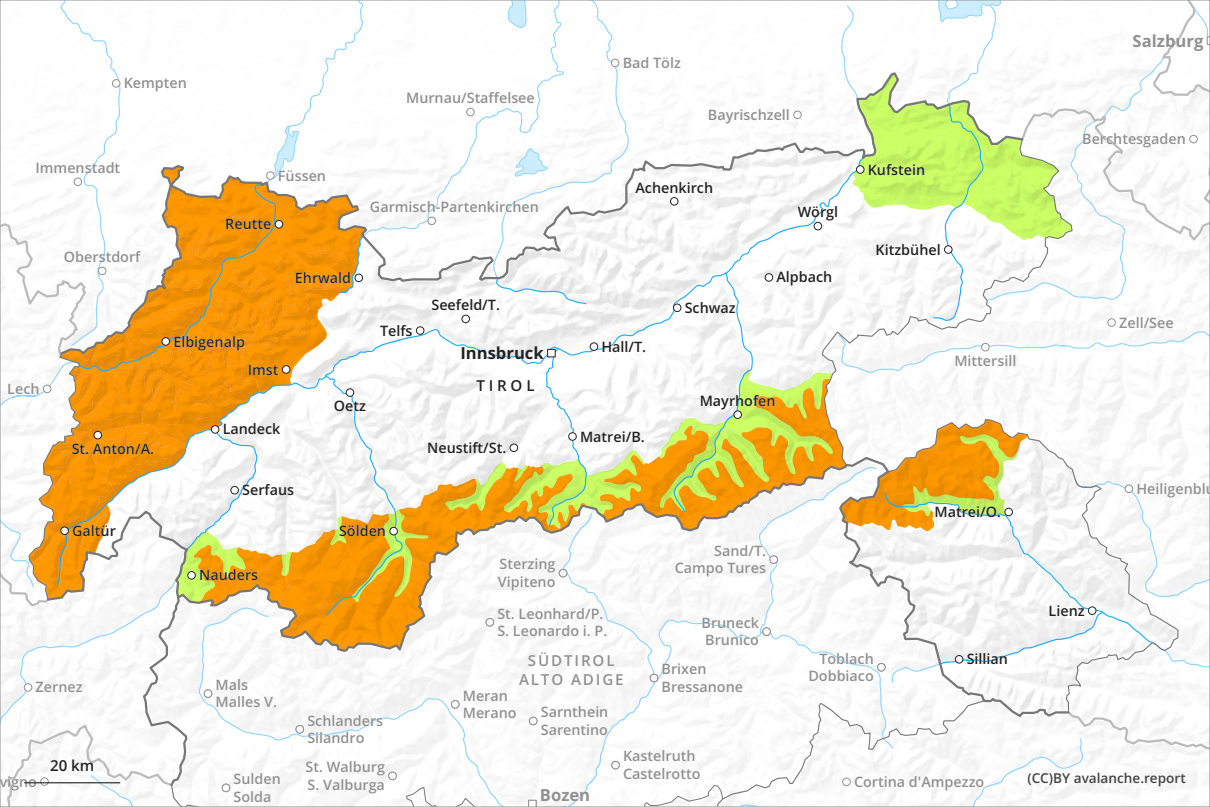 Salzburg
Bad Tölz
Kempten
Murnau/Staffelsee
Bayrischzell
Berchtesgaden
Immenstadt
Füssen
Kufstein
Achenkirch
Garmisch-Partenkirchen
Wörgl
Reutte
Kitzbühel
Oberstdorf
Ehrwald
Alpbach
Seefeld/T.
Schwaz
Telfs
Zell/See
Elbigenalp
Innsbruck
Hall/T.
Mittersill
Imst
TIROL
Lech
Oetz
Mayrhofen
Landeck
Matrei/B.
St. Anton/A.
Neustift/St.
Serfaus
Heiligenblu
Matrei/O.
Galtür
Sölden
Sand/T.
Campo Tures
Sterzing
Vipiteno
Nauders
St. Leonhard/P.
S. Leonardo i. P.
Lienz
Bruneck
Brunico
SÜDTIROL
ALTO ADIGE
Sillian
Toblach
Dobbiaco
Brixen
Bressanone
Zernez
Mals
Malles V.
Meran
Merano
Sarnthein
Sarentino
Schlanders
Silandro
Kastelruth
Castelrotto
20 km
St. Walburg
S. Valburga
vigno
Sulden
Solda
Cortina d'Ampezzo
(CC)BY avalanche.report
Bozen